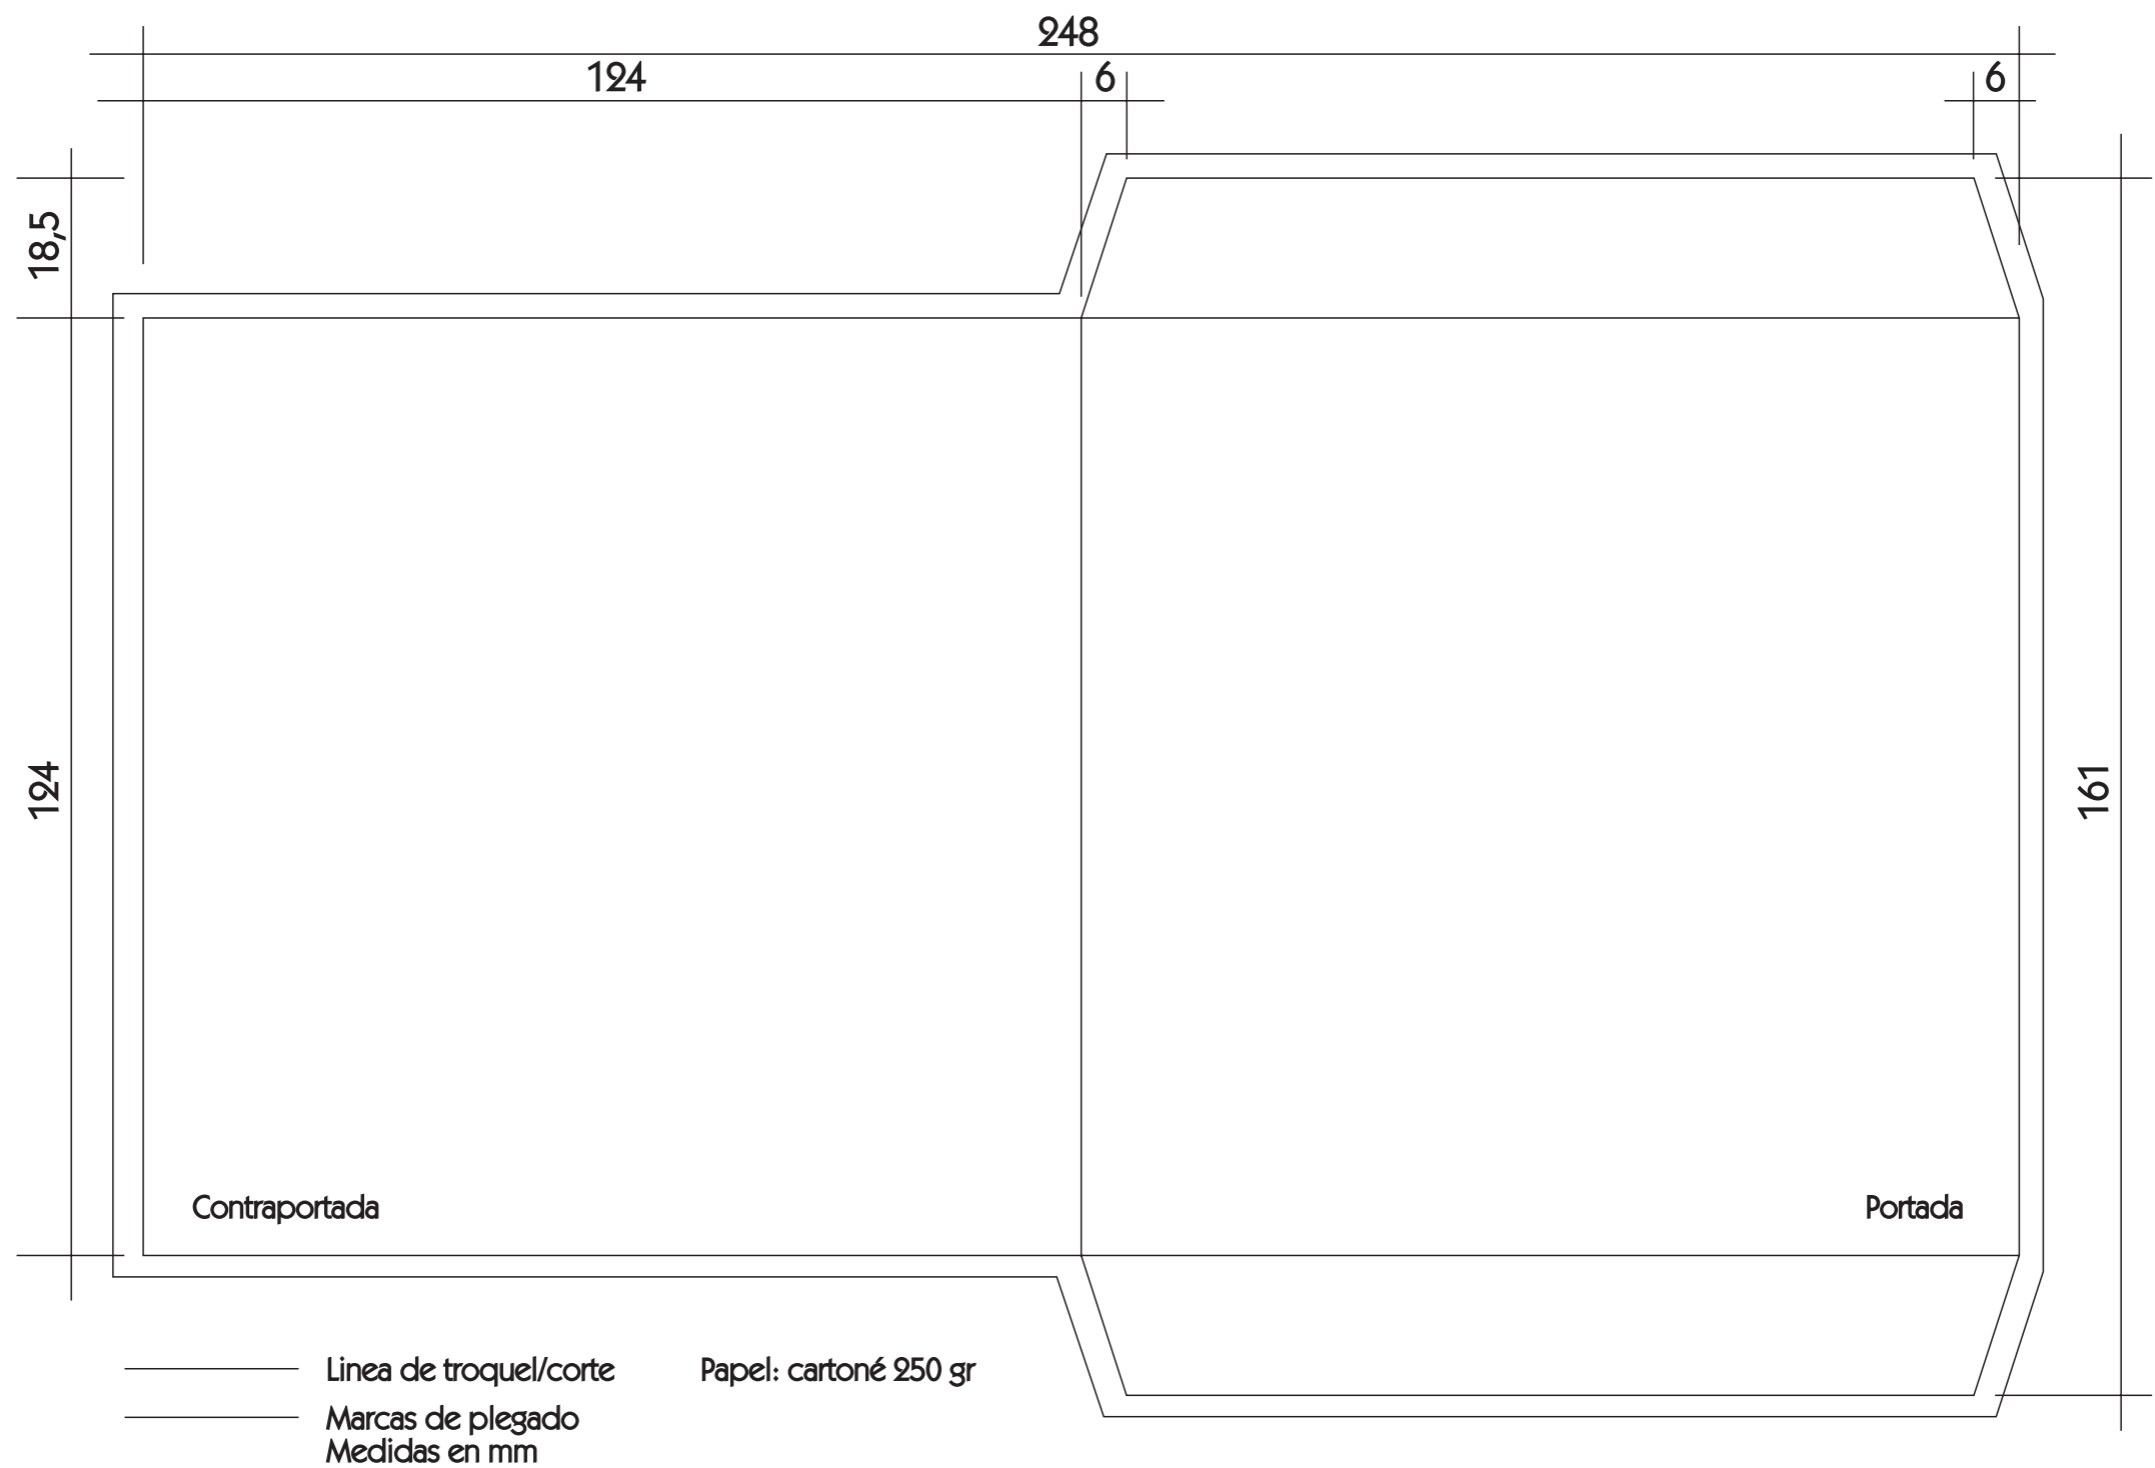 248
124
6
6
18,5
124
161
Contraportada
Portada
Linea de troquel/corte
Papel: cartoné 250 gr
Marcas de plegado
Medidas en mm